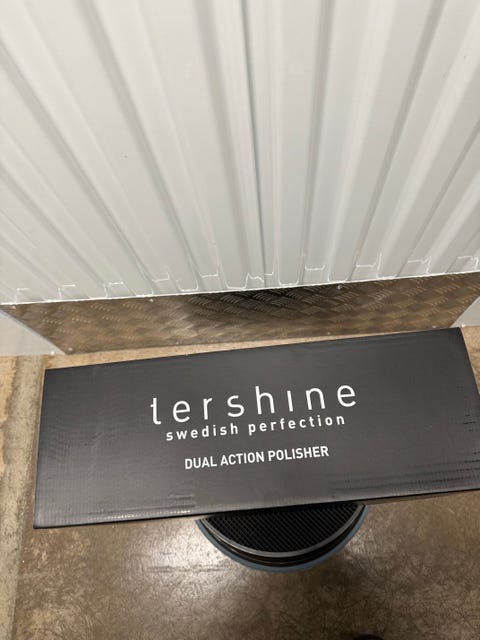 tershine
swedish perfection
DUAL ACTION POLISHER